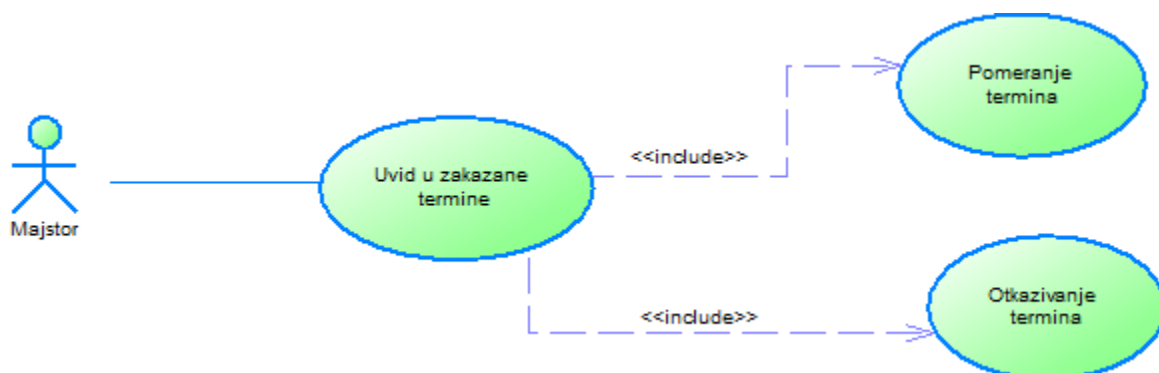 Majstor
Uvid u zakazane
termine
<<include>>
Pomeranje
termina
<<include>>
Otkazivanje
termina